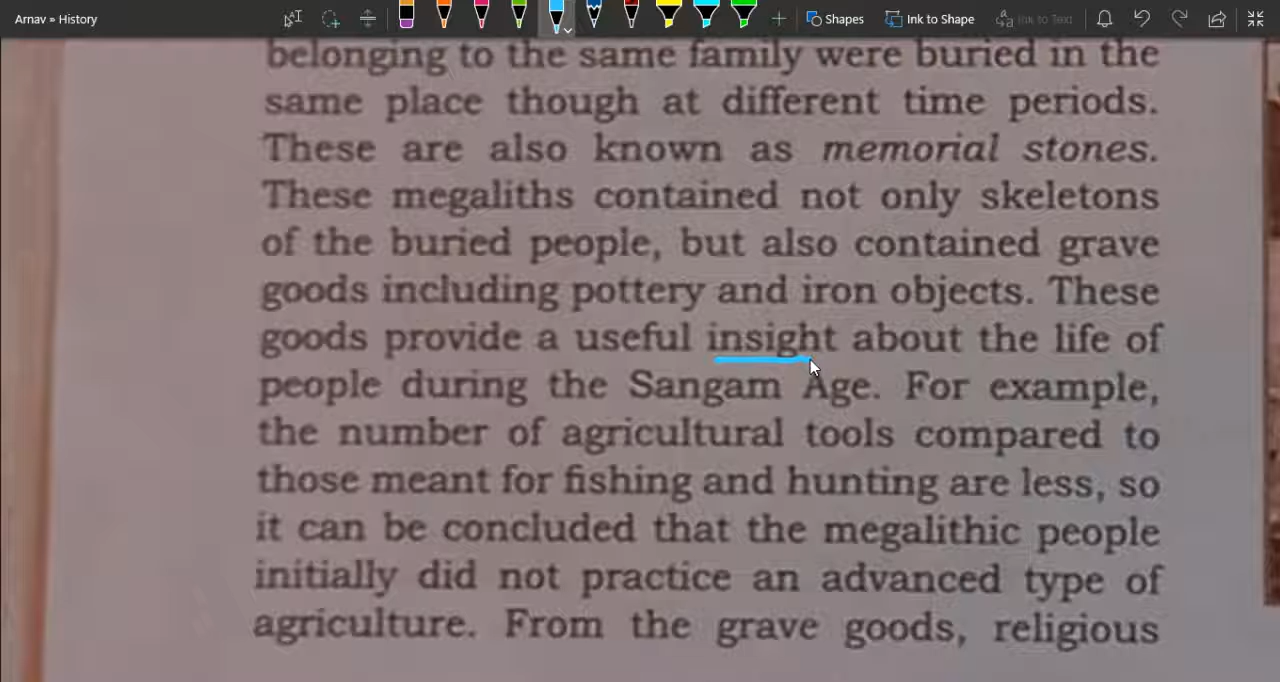 Arnav » History
Shapes
Ink to Shape
Ink to Text
belonging to the same family were buried in the
same place though at different time periods.
These are also known as memorial stones.
These megaliths contained not only skeletons
of the buried people, but also contained grave
goods including pottery and iron objects. These
goods provide a useful insight about the life of
people during the Sangam Age. For example,
the number of agricultural tools compared to
those meant for fishing and hunting are less, so
it can be concluded that the megalithic people
initially did not practice an advanced type of
agriculture. From the grave goods, religious